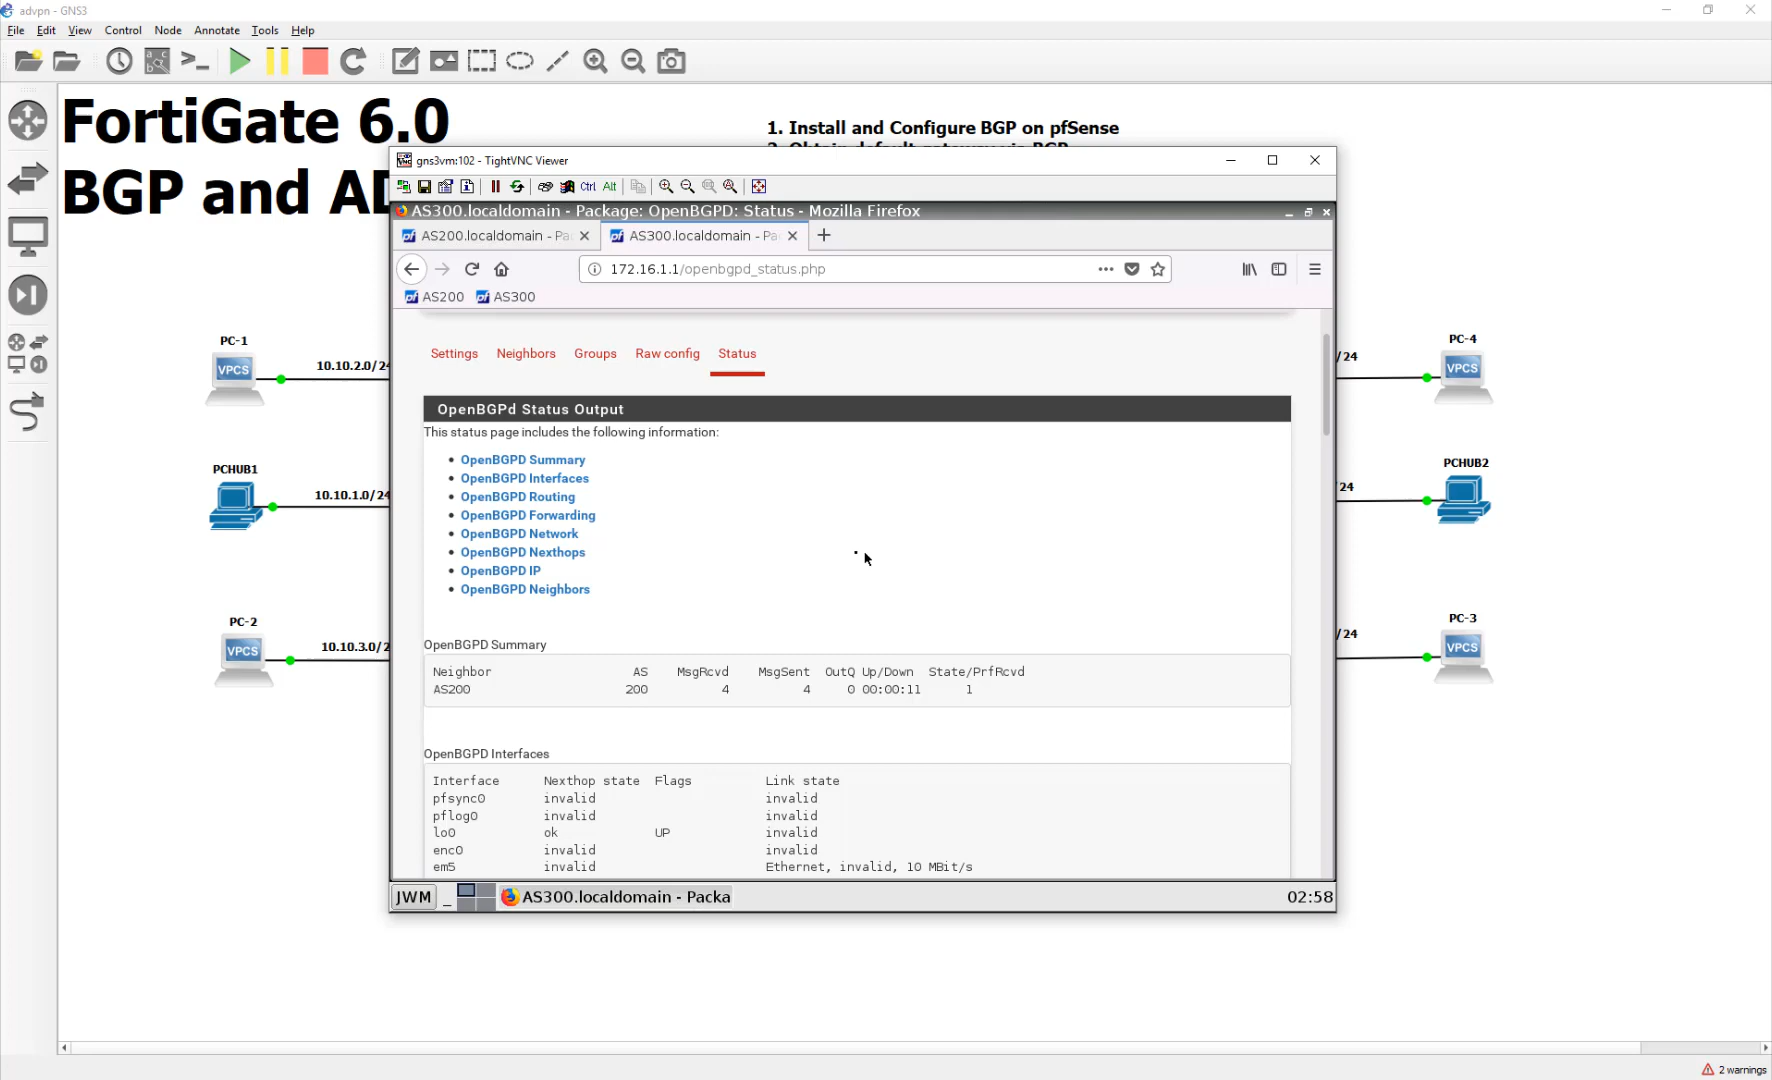 advpn - GNS3
File Edit View Control Node Annotate Tools Help
FortiGate 6.0
BGP and AD
1. Install and Configure BGP on pfSense
gns3vm:102 - TightVNC Viewer
Ctrl Alt
AS300.localdomain - Package: OpenBGPD: Status - Mozilla Firefox
AS200.localdomain - Pa
AS300.localdomain - Pa
172.16.1.1/openbgpd_status.php
AS200 AS300
Settings Neighbors Groups Raw config Status
OpenBGPd Status Output
This status page includes the following information:
OpenBGPD Summary
OpenBGPD Interfaces
OpenBGPD Routing
OpenBGPD Forwarding
OpenBGPD Network
OpenBGPD Nexthops
OpenBGPD IP
OpenBGPD Neighbors
OpenBGPD Summary
Neighbor AS MsgRcvd MsgSent OutQ Up/Down State/PrfRcvd
AS200 200 4 4 0 00:00:11 1
OpenBGPD Interfaces
Interface Nexthop state Flags Link state
pfsync0 invalid invalid
pflog0 invalid invalid
lo0 ok UP invalid
enc0 invalid invalid
em5 invalid Ethernet, invalid, 10 MBit/s
JWM
AS300.localdomain - Packa
02:58
PC-1
VPCS
10.10.2.0/24
PCHUB1
10.10.1.0/24
PC-2
VPCS
10.10.3.0/2
PC-4
VPCS
/24
PCHUB2
24
PC-3
VPCS
/24
2 warnings